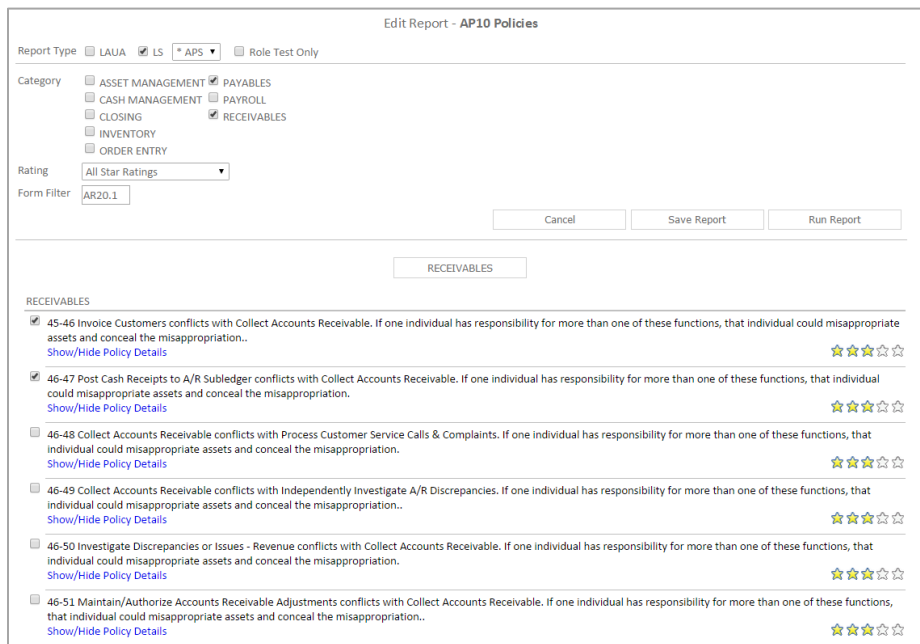 Edit Report - AP10 Policies
Report Type LAUA LS * APS Role Test Only
Category ASSET MANAGEMENT PAYABLES
CASH MANAGEMENT PAYROLL
CLOSING RECEIVABLES
INVENTORY
ORDER ENTRY
Rating All Star Ratings
Form Filter AR20.1
Cancel Save Report Run Report
RECEIVABLES
RECEIVABLES
45-46 Invoice Customers conflicts with Collect Accounts Receivable. If one individual has responsibility for more than one of these functions, that individual could misappropriate
assets and conceal the misappropriation..
Show/Hide Policy Details
46-47 Post Cash Receipts to A/R Subledger conflicts with Collect Accounts Receivable. If one individual has responsibility for more than one of these functions, that individual
could misappropriate assets and conceal the misappropriation.
Show/Hide Policy Details
46-48 Collect Accounts Receivable conflicts with Process Customer Service Calls & Complaints. If one individual has responsibility for more than one of these functions, that
individual could misappropriate assets and conceal the misappropriation.
Show/Hide Policy Details
46-49 Collect Accounts Receivable conflicts with Independently Investigate A/R Discrepancies. If one individual has responsibility for more than one of these functions, that
individual could misappropriate assets and conceal the misappropriation..
Show/Hide Policy Details
46-50 Investigate Discrepancies or Issues - Revenue conflicts with Collect Accounts Receivable. If one individual has responsibility for more than one of these functions, that
individual could misappropriate assets and conceal the misappropriation.
Show/Hide Policy Details
46-51 Maintain/Authorize Accounts Receivable Adjustments conflicts with Collect Accounts Receivable. If one individual has responsibility for more than one of these functions,
that individual could misappropriate assets and conceal the misappropriation..
Show/Hide Policy Details